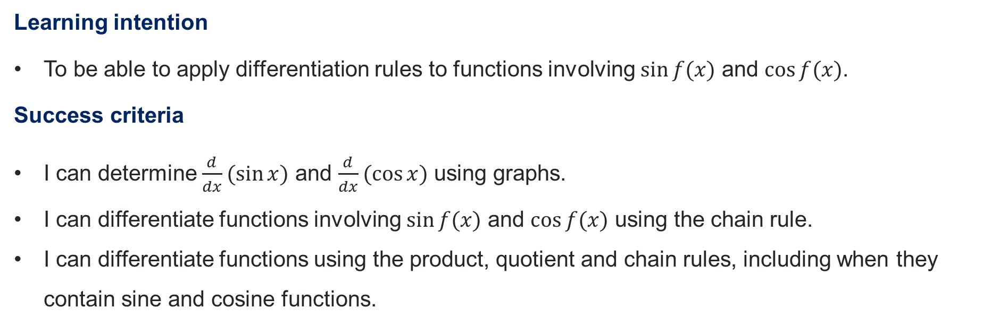 Learning intention
• To be able to apply differentiation rules to functions involving sin f(x) and cos f(x).
Success criteria
• I can determine d/dx (sin x) and d/dx (cos x) using graphs.
• I can differentiate functions involving sin f(x) and cos f(x) using the chain rule.
• I can differentiate functions using the product, quotient and chain rules, including when they
contain sine and cosine functions.